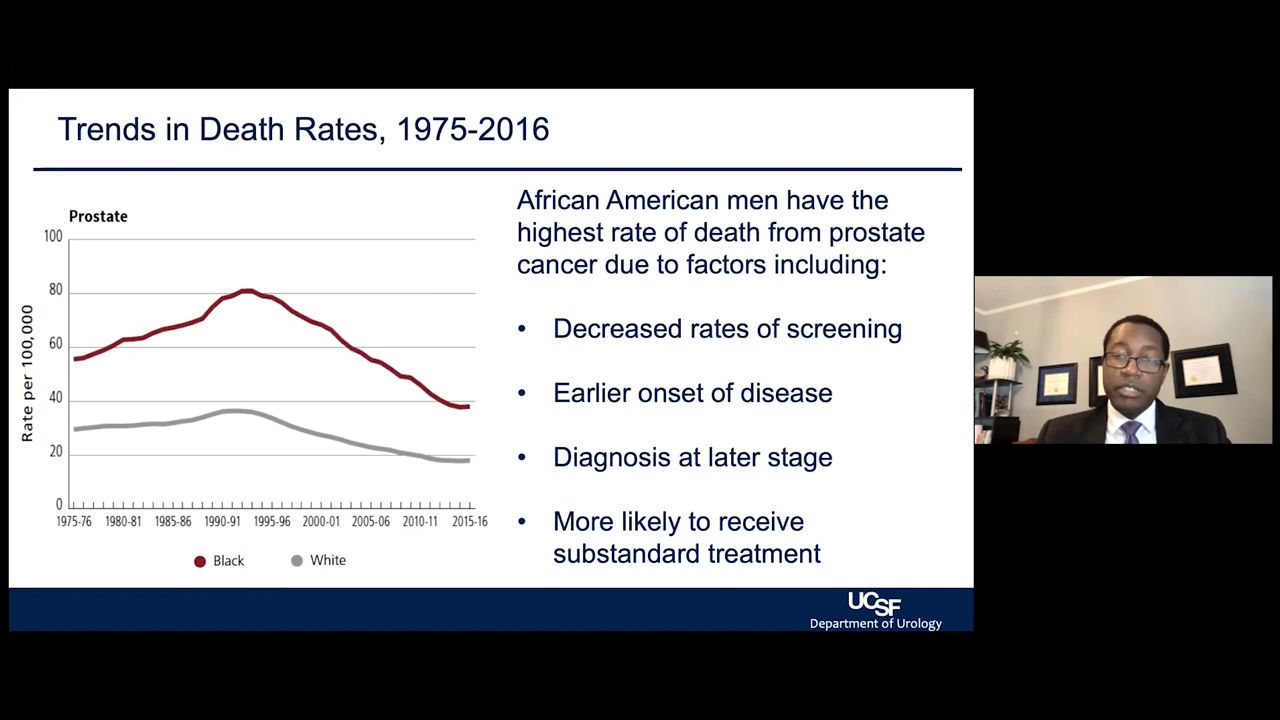 Trends in Death Rates, 1975-2016
Prostate
Rate per 100,000
100
80
60
40
20
0
1975-76 1980-81 1985-86 1990-91 1995-96 2000-01 2005-06 2010-11 2015-16
Black White
African American men have the
highest rate of death from prostate
cancer due to factors including:
• Decreased rates of screening
• Earlier onset of disease
• Diagnosis at later stage
• More likely to receive
substandard treatment
UCSF
Department of Urology